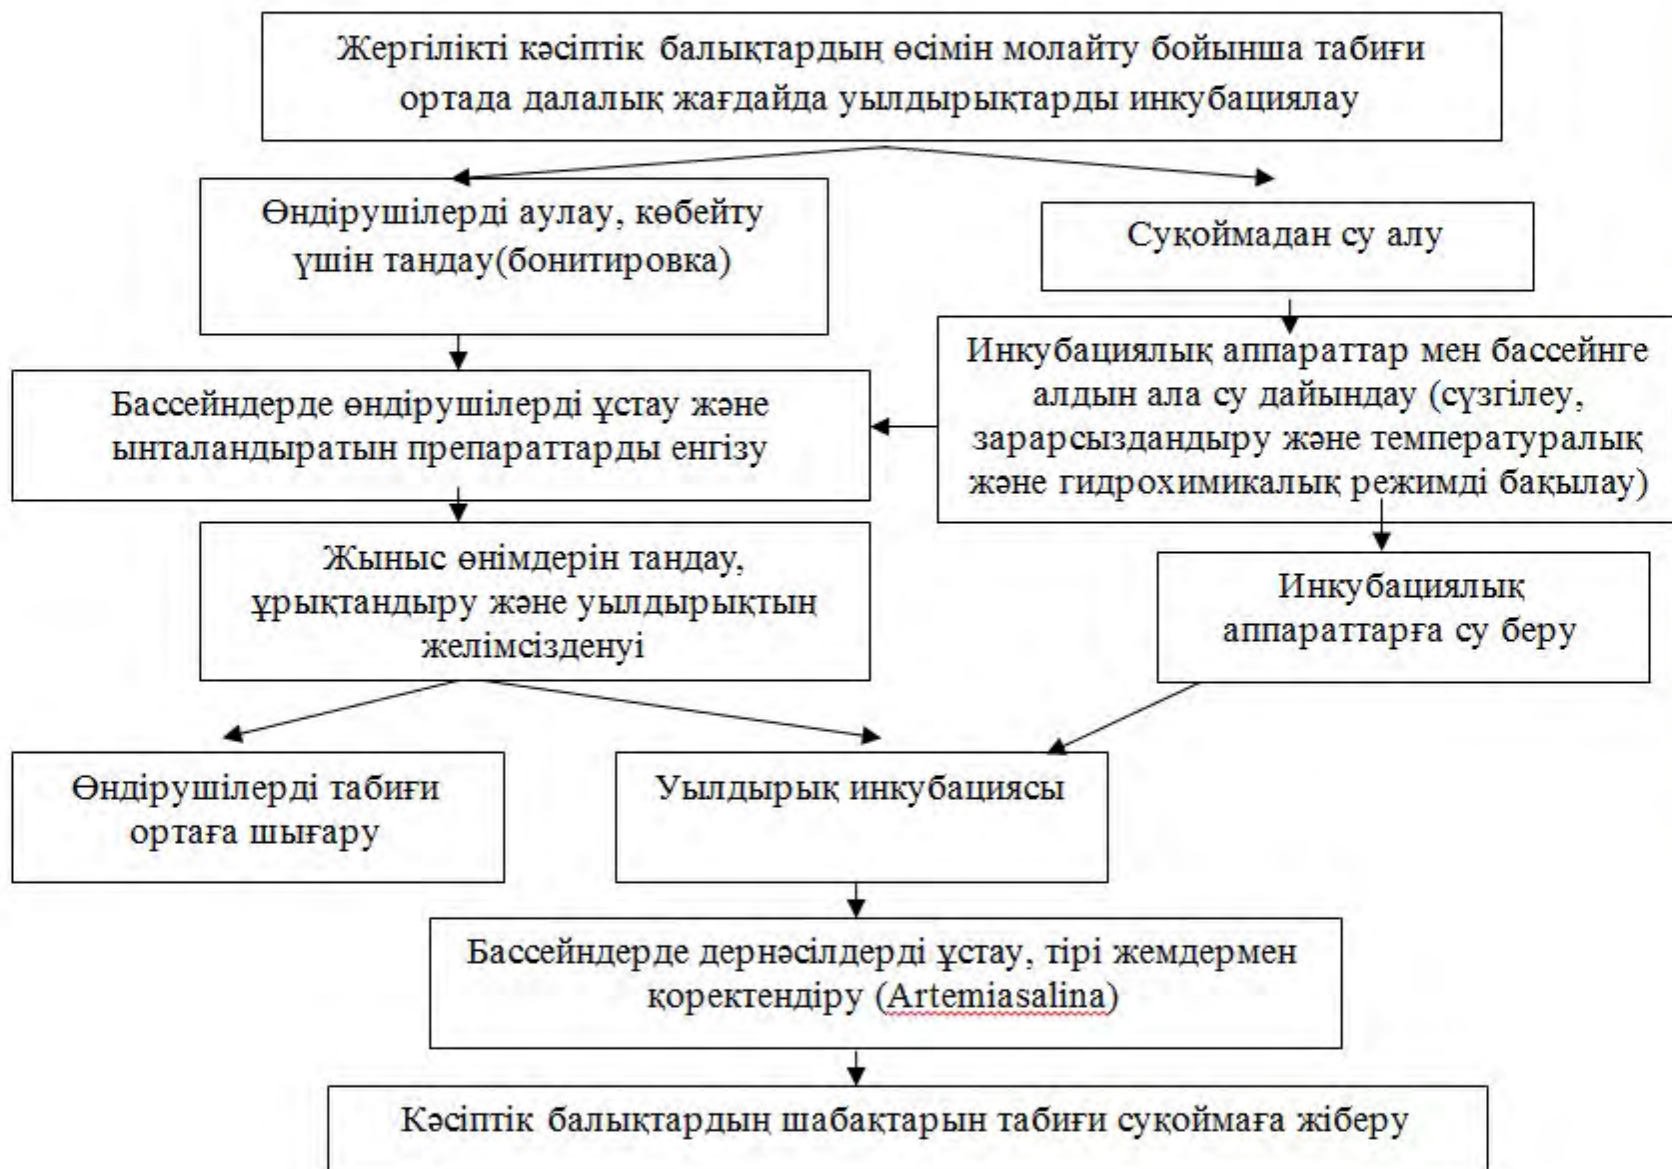 Жергілікті кәсіптік балықтардың өсімін молайту бойынша табиғи
ортада далалық жағдайда уылдырықтарды инкубациялау
Өндірушілерді аулау, көбейту
үшін таңдау(бонитировка)
Суқоймадан су алу
Инкубациялық аппараттар мен бассейнге
алдын ала су дайындау (сүзгілеу,
зарарсыздандыру және температуралық
және гидрохимикалық режимді бақылау)
Бассейндерде өндірушілерді ұстау және
ынталандыратын препараттарды енгізу
Жыныс өнімдерін тандау,
ұрықтандыру және уылдырықтың
желімсізденуі
Инкубациялық
аппараттарға су беру
Өндірушілерді табиғи
ортаға шығару
Уылдырық инкубациясы
Бассейндерде дернәсілдерді ұстау, тірі жемдермен
қоректендіру (Artemiasalina)
Кәсіптік балықтардың шабақтарын табиғи суқоймаға жіберу